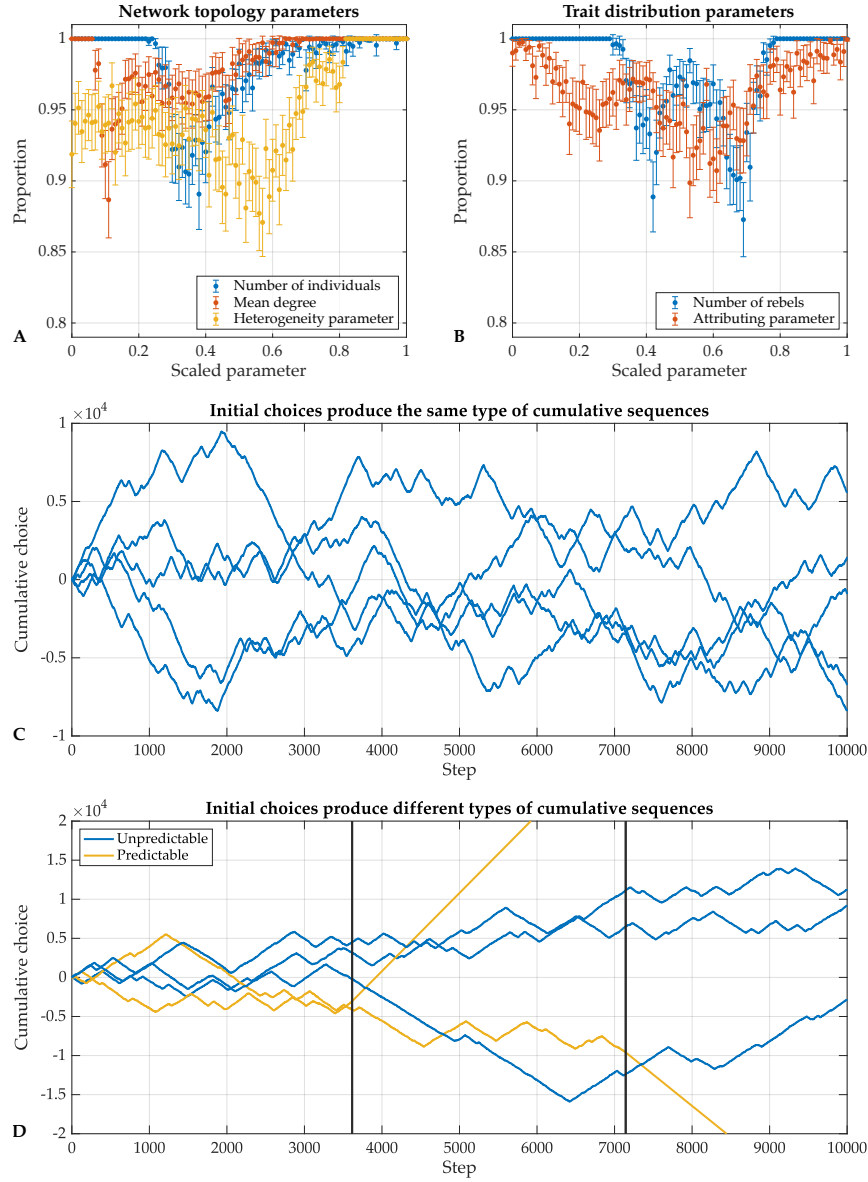 Network topology parameters
1
0.95
0.9
0.85
0.8
Proportion
0 0.2 0.4 0.6 0.8 1
Scaled parameter
Number of individuals
Mean degree
Heterogeneity parameter
A
Trait distribution parameters
1
0.95
0.9
0.85
0.8
Proportion
0 0.2 0.4 0.6 0.8 1
Scaled parameter
Number of rebels
Attributing parameter
B
Initial choices produce the same type of cumulative sequences
×10⁴
1
0.5
0
-0.5
-1
Cumulative choice
0 1000 2000 3000 4000 5000 6000 7000 8000 9000 10000
Step
C
Initial choices produce different types of cumulative sequences
×10⁴
2
1.5
1
0.5
0
-0.5
-1
-1.5
-2
Cumulative choice
Unpredictable
Predictable
0 1000 2000 3000 4000 5000 6000 7000 8000 9000 10000
Step
D